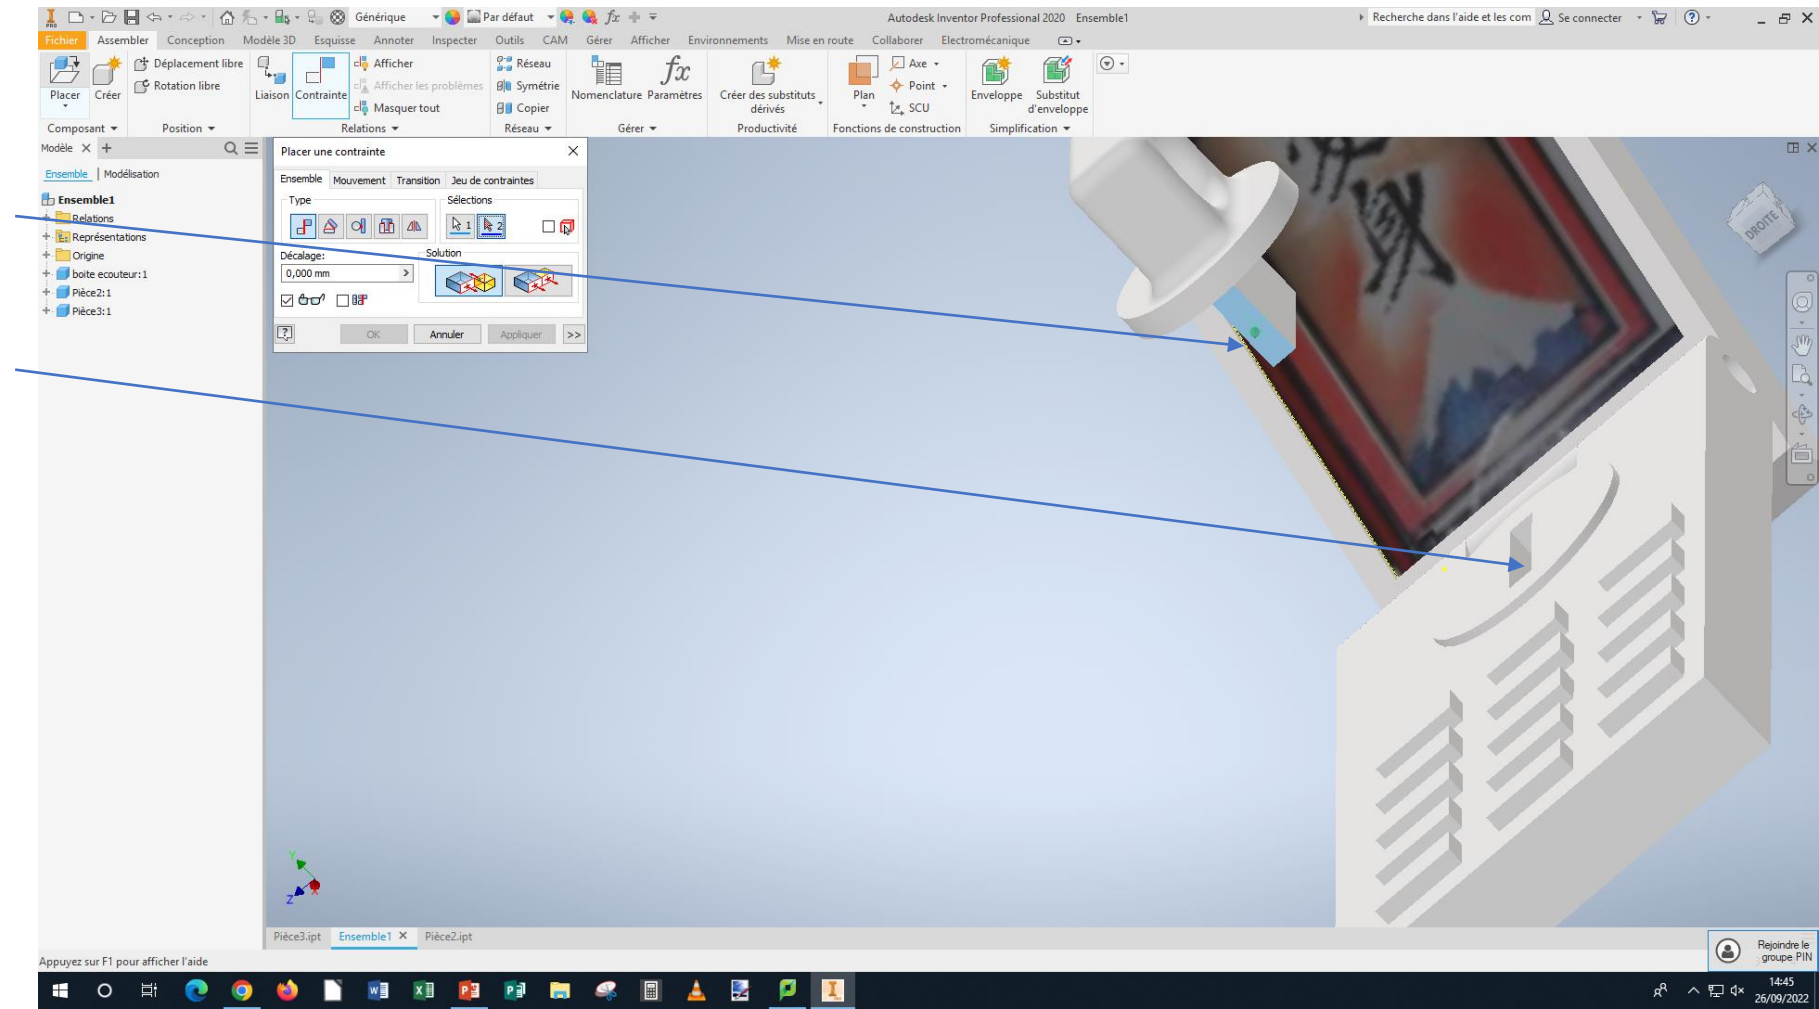 PRO Générique Par défaut fx Autodesk Inventor Professional 2020 Ensemble1 Recherche dans l'aide et les com Se connecter
Fichier Assembler Conception Modèle 3D Esquisse Annoter Inspecter Outils CAM Gérer Afficher Environnements Mise en route Collaborer Electromécanique
Placer
Créer
Déplacement libre
Rotation libre
Liaison
Contrainte
Afficher
Afficher les problèmes
Masquer tout
Réseau
Symétrie
Copier
Nomenclature
fx
Paramètres
Créer des substituts
dérivés
Plan
Axe
Point
SCU
Enveloppe
Substitut
d'enveloppe
Composant Position Relations Réseau Gérer Productivité Fonctions de construction Simplification
Modèle
Ensemble | Modélisation
Ensemble1
Relations
Représentations
Origine
boite ecouteur:1
Pièce2:1
Pièce3:1
Placer une contrainte
Ensemble Mouvement Transition Jeu de contraintes
Type
Sélections
1 2
Décalage:
0,000 mm
Solution
OK Annuler Appliquer >>
DROITE
Y
Z
X
Pièce3.ipt Ensemble1 Pièce2.ipt
Appuyez sur F1 pour afficher l'aide
Rejoindre le
groupe PIN
14:45
26/09/2022